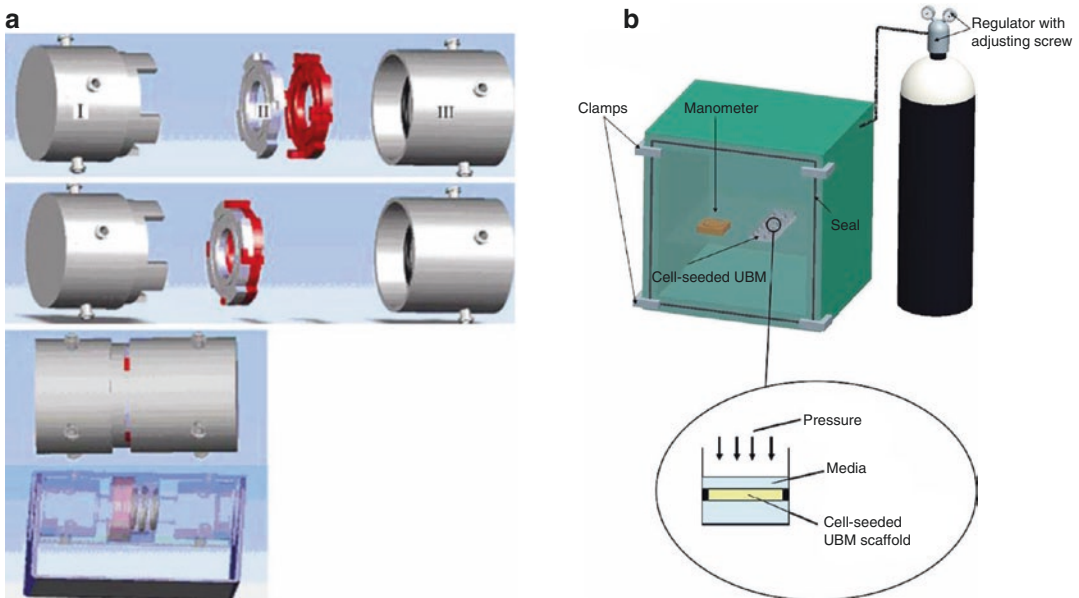 a
I
II
III
b
Regulator with
adjusting screw
Clamps
Manometer
Seal
Cell-seeded UBM
Pressure
Media
Cell-seeded
UBM scaffold